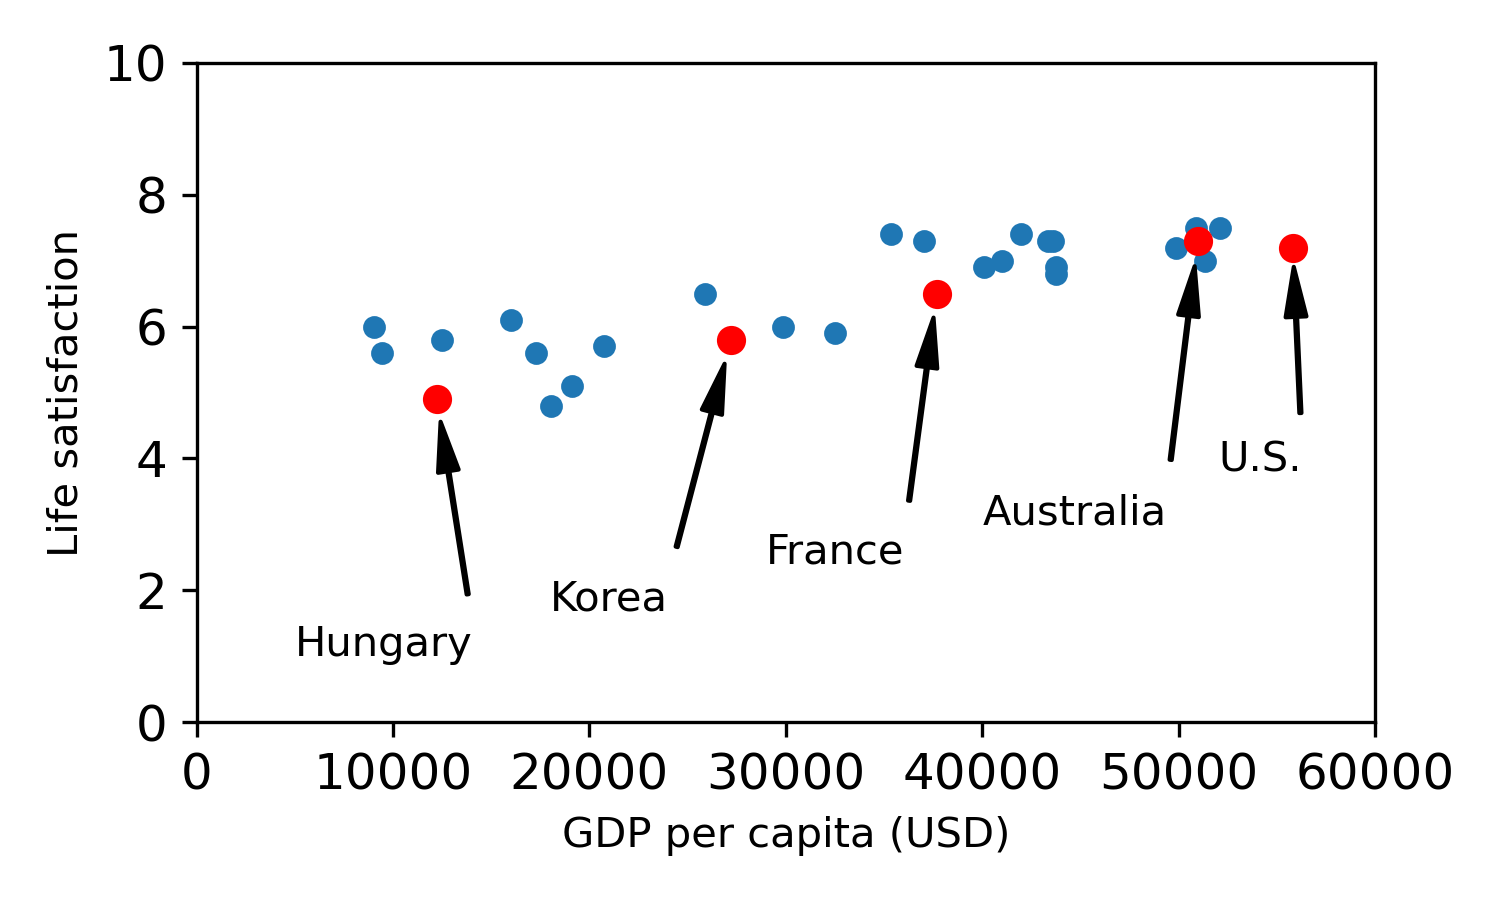 10
8
6
4
2
0
Life satisfaction
U.S.
Australia
France
Korea
Hungary
0 10000 20000 30000 40000 50000 60000
GDP per capita (USD)